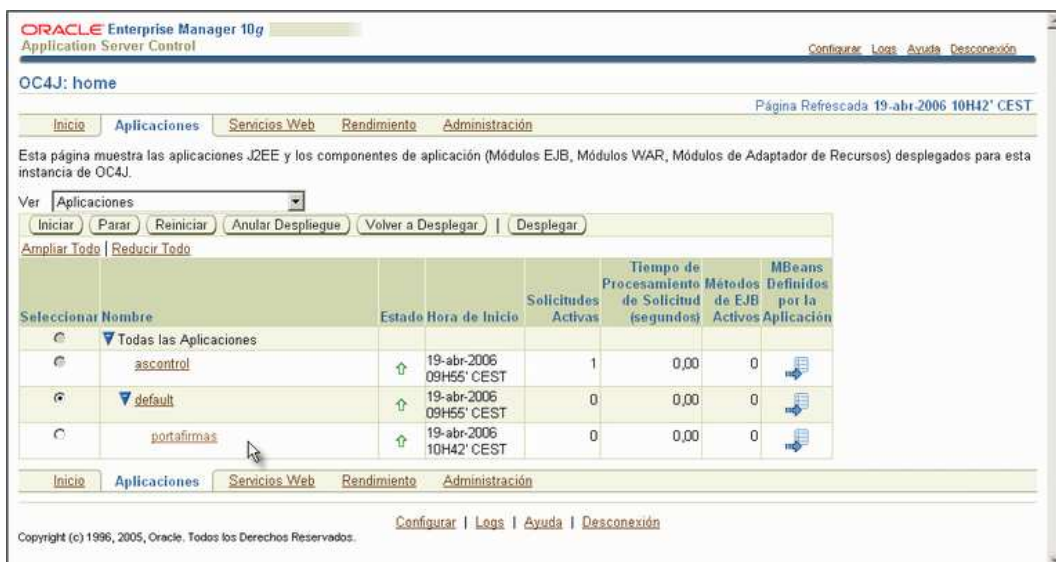 ORACLE Enterprise Manager 10g
Application Server Control
Configurar Logs Ayuda Desconexión
OC4J: home
Página Refrescada 19-abr-2006 10H42' CEST
Inicio Aplicaciones Servicios Web Rendimiento Administración
Esta página muestra las aplicaciones J2EE y los componentes de aplicación (Módulos EJB, Módulos WAR, Módulos de Adaptador de Recursos) desplegados para esta
instancia de OC4J.
Ver Aplicaciones
Iniciar Parar Reiniciar Anular Despliegue Volver a Desplegar | Desplegar
Ampliar Todo | Reducir Todo
Seleccionar Nombre Estado Hora de Inicio Solicitudes Activas Tiempo de Procesamiento de Solicitud (segundos) Métodos de EJB Activos MBeans Definidos por la Aplicación
Todas las Aplicaciones
ascontrol 19-abr-2006 09H55' CEST 1 0,00 0
default 19-abr-2006 09H55' CEST 0 0,00 0
portafirmas 19-abr-2006 10H42' CEST 0 0,00 0
Inicio Aplicaciones Servicios Web Rendimiento Administración
Configurar | Logs | Ayuda | Desconexión
Copyright (c) 1996, 2005, Oracle. Todos los Derechos Reservados.